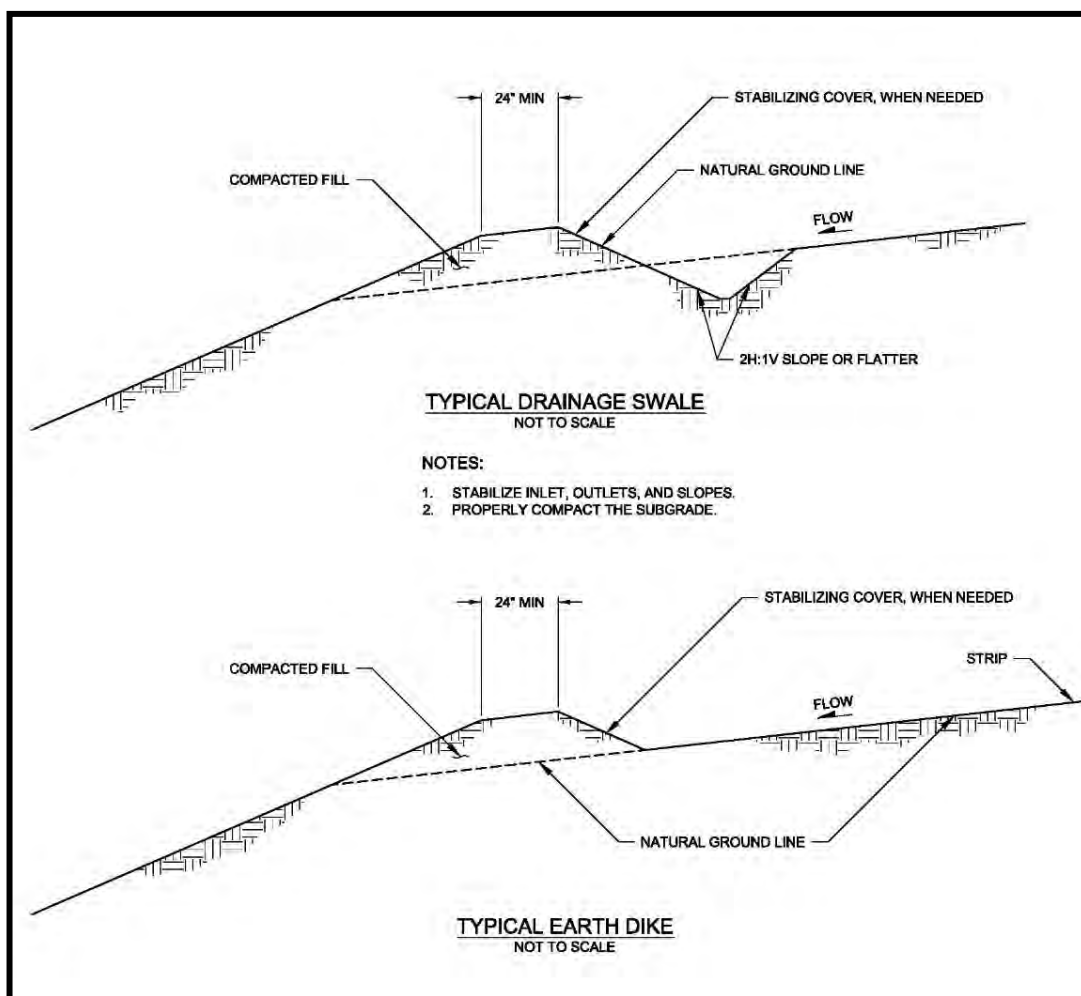 24" MIN
STABILIZING COVER, WHEN NEEDED
COMPACTED FILL
NATURAL GROUND LINE
FLOW
2H:1V SLOPE OR FLATTER
TYPICAL DRAINAGE SWALE
NOT TO SCALE
NOTES:
1. STABILIZE INLET, OUTLETS, AND SLOPES.
2. PROPERLY COMPACT THE SUBGRADE.
24" MIN
STABILIZING COVER, WHEN NEEDED
COMPACTED FILL
STRIP
FLOW
NATURAL GROUND LINE
TYPICAL EARTH DIKE
NOT TO SCALE